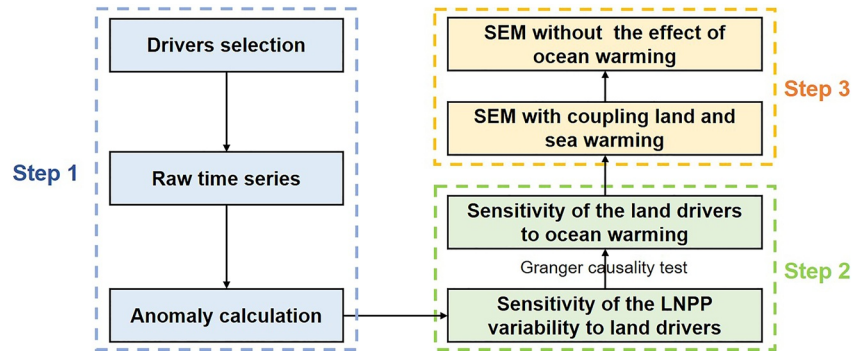 Step 1
Drivers selection
Raw time series
Anomaly calculation
SEM without the effect of
ocean warming
SEM with coupling land and
sea warming
Step 3
Sensitivity of the land drivers
to ocean warming
Granger causality test
Sensitivity of the LNPP
variability to land drivers
Step 2